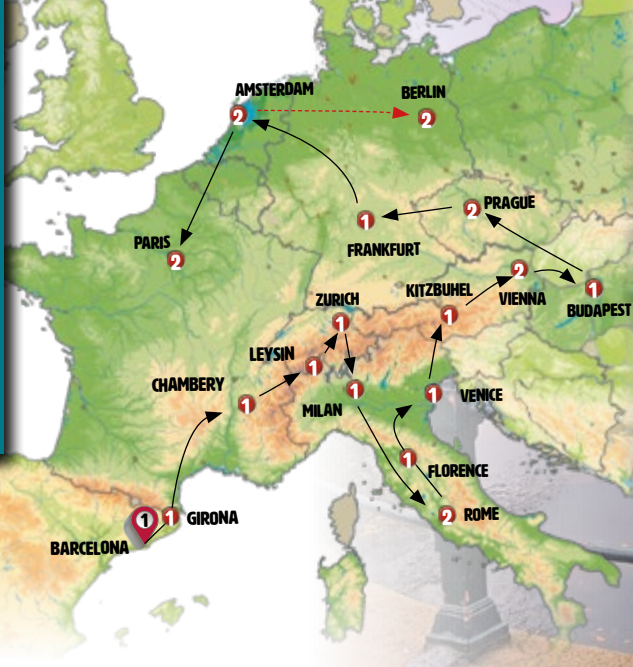 AMSTERDAM
BERLIN
2
2
PRAGUE
2
1
FRANKFURT
PARIS
2
KITZBUHEL
2
VIENNA
1
BUDAPEST
ZURICH
1
1
LEYSIN
1
CHAMBERY
1
MILAN
1
1
VENICE
1
FLORENCE
2
ROME
1
1
GIRONA
BARCELONA